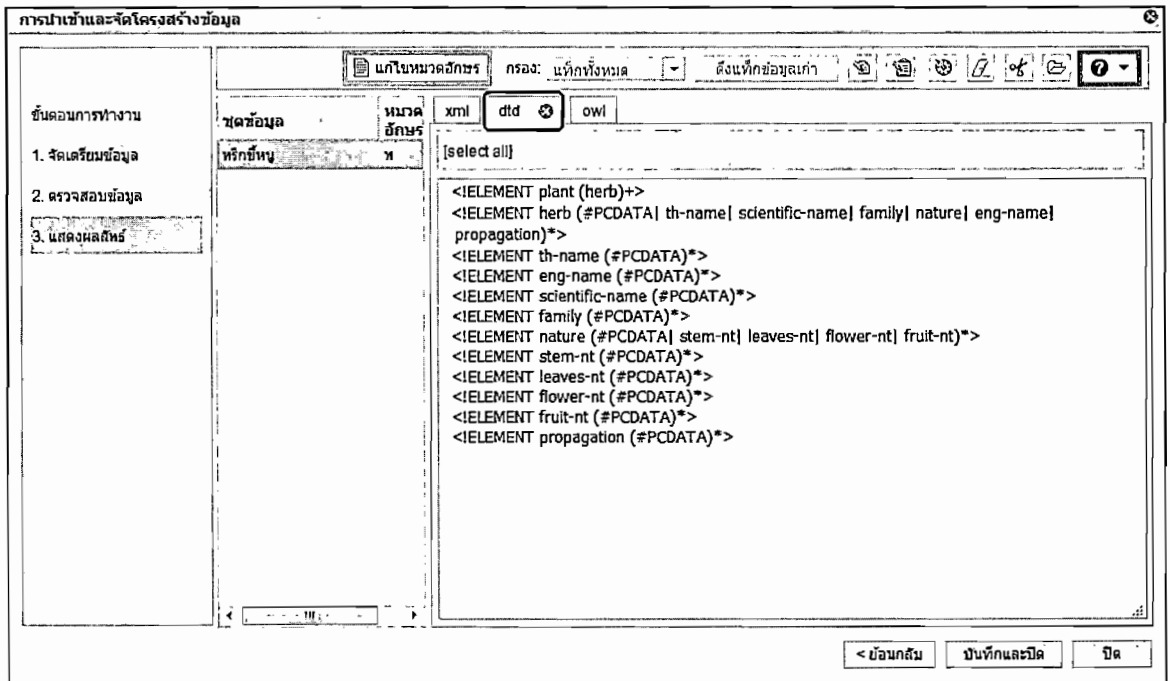 การนำเข้าและจัดโครงสร้างข้อมูล
แก้ไขหมวดอักษร กรอง: แท็กทั้งหมด ดึงแท็กข้อมูลเก่า
ขั้นตอนการทำงาน
1. จัดเตรียมข้อมูล
2. ตรวจสอบข้อมูล
3. แสดงผลลัพธ์
ชุดข้อมูล หมวดอักษร
พริกขี้หนู พ
xml dtd owl
[select all]
<!ELEMENT plant (herb)+>
<!ELEMENT herb (#PCDATA| th-name| scientific-name| family| nature| eng-name|
propagation)*>
<!ELEMENT th-name (#PCDATA)*>
<!ELEMENT eng-name (#PCDATA)*>
<!ELEMENT scientific-name (#PCDATA)*>
<!ELEMENT family (#PCDATA)*>
<!ELEMENT nature (#PCDATA| stem-nt| leaves-nt| flower-nt| fruit-nt)*>
<!ELEMENT stem-nt (#PCDATA)*>
<!ELEMENT leaves-nt (#PCDATA)*>
<!ELEMENT flower-nt (#PCDATA)*>
<!ELEMENT fruit-nt (#PCDATA)*>
<!ELEMENT propagation (#PCDATA)*>
< ย้อนกลับ บันทึกและปิด ปิด